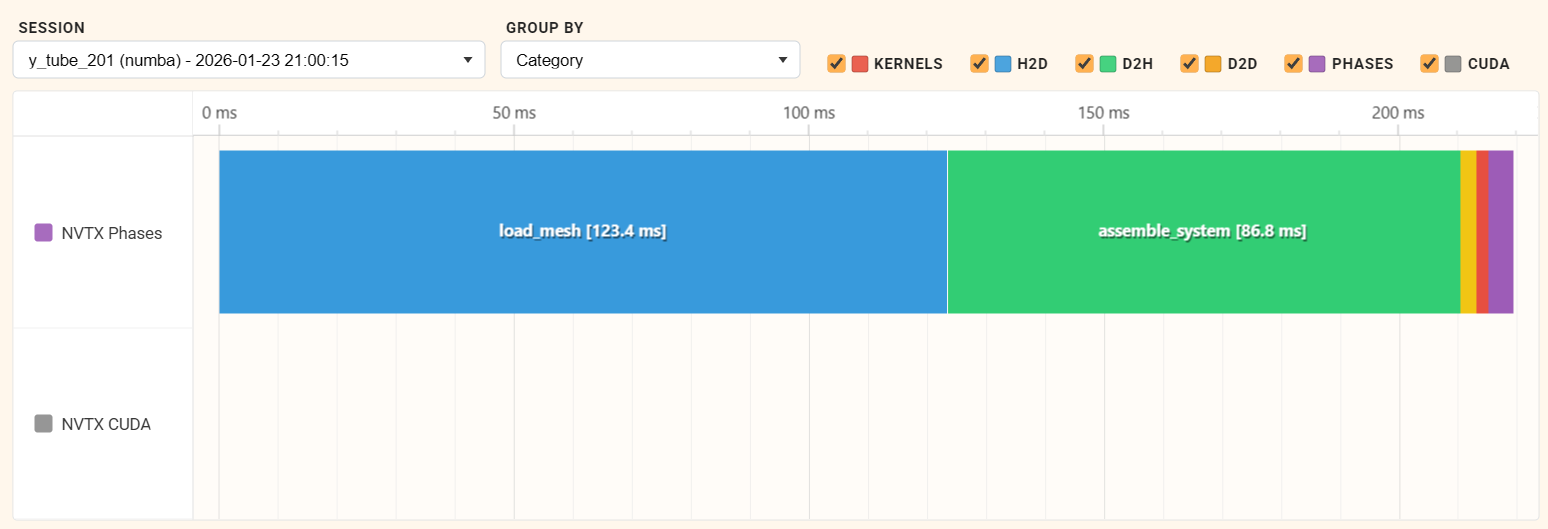 SESSION
GROUP BY
y_tube_201 (numba) - 2026-01-23 21:00:15
Category
KERNELS
H2D
D2H
D2D
PHASES
CUDA
0 ms
50 ms
100 ms
150 ms
200 ms
NVTX Phases
load_mesh [123.4 ms]
assemble_system [86.8 ms]
NVTX CUDA